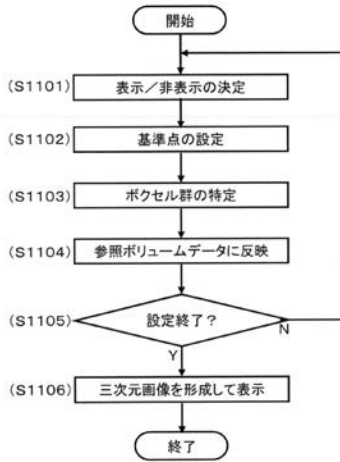 開始
(S1101) 表示／非表示の決定
(S1102) 基準点の設定
(S1103) ボクセル群の特定
(S1104) 参照ボリュームデータに反映
(S1105) 設定終了？
N
Y
(S1106) 三次元画像を形成して表示
終了